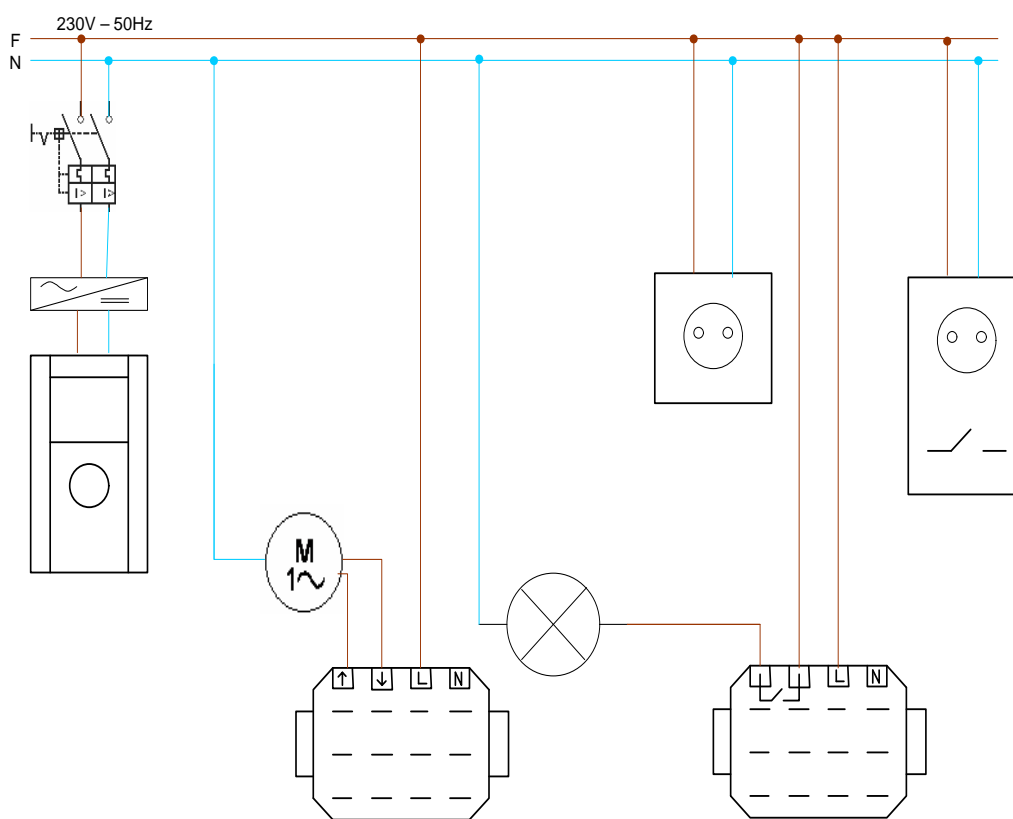 230V – 50Hz
F
N
I> I>
M
1~
↑ ↓ L N
L N